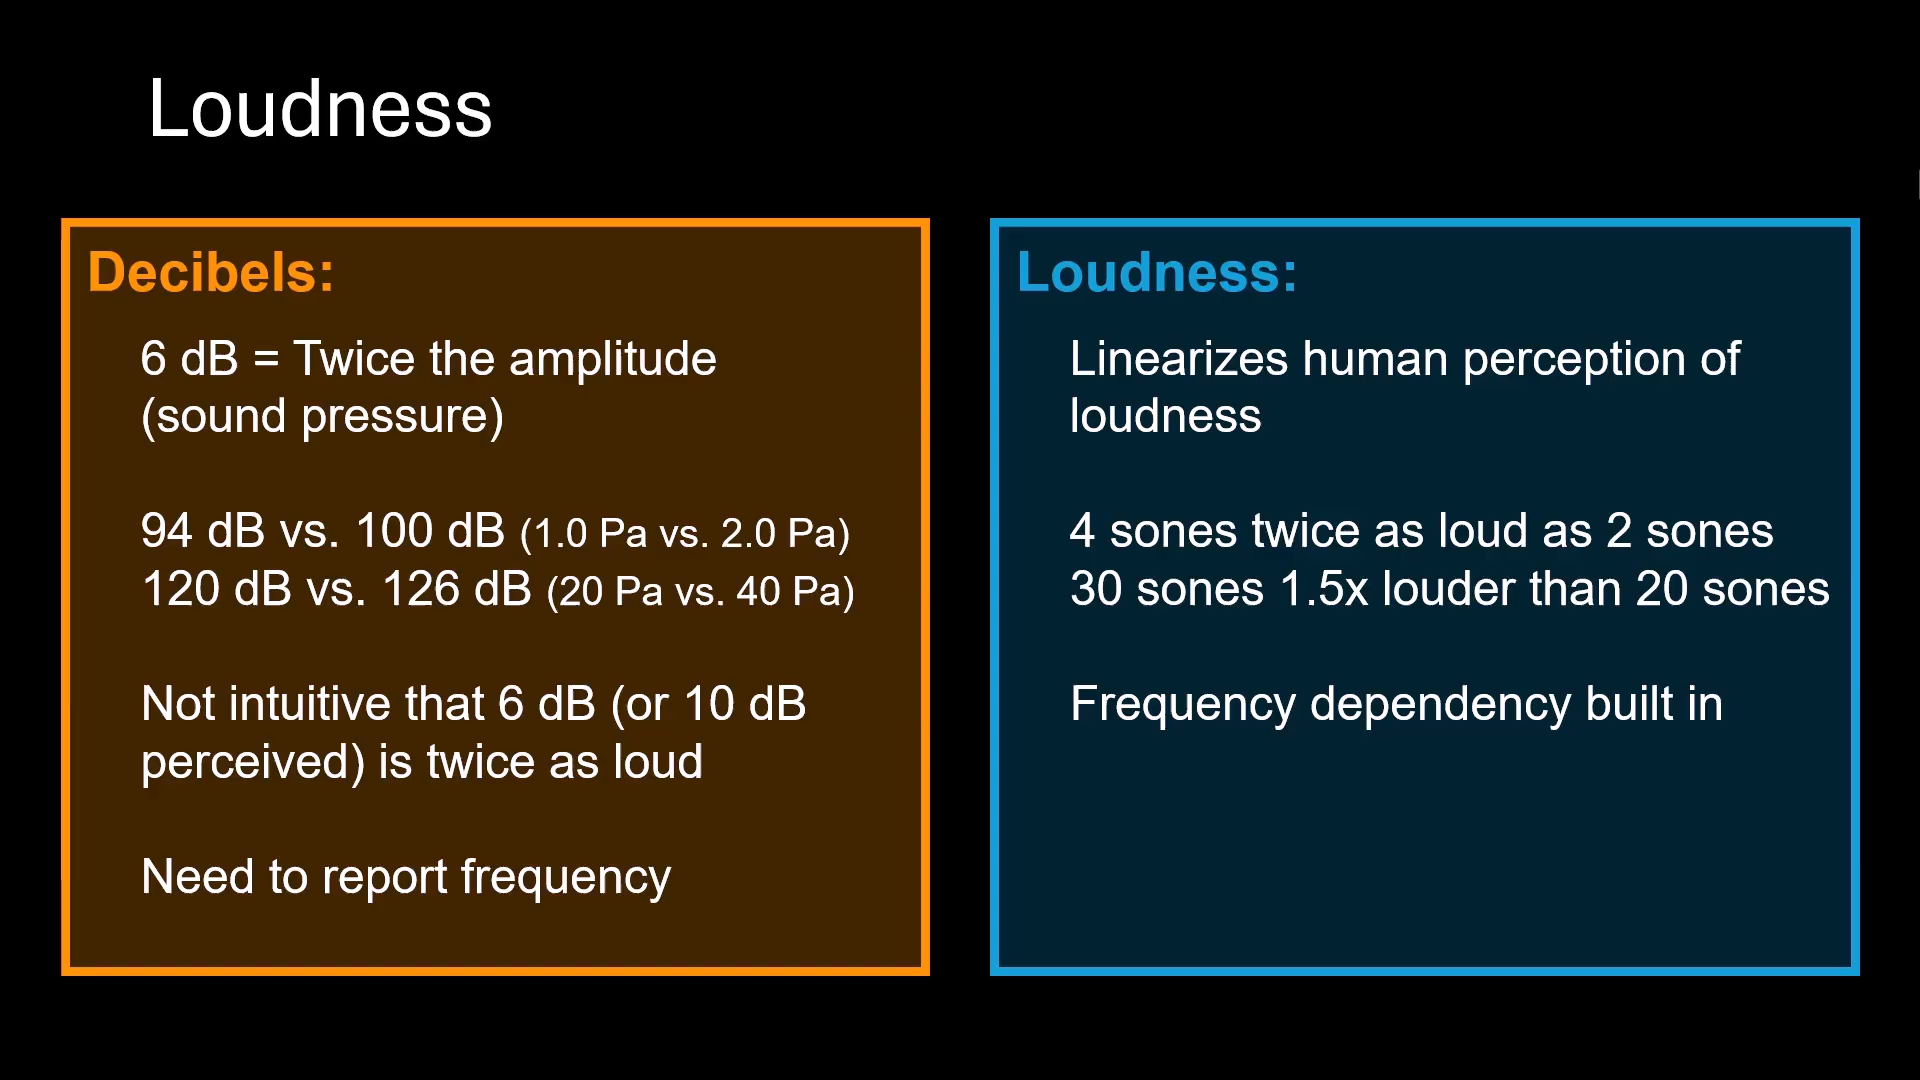 Loudness
Decibels:
6 dB = Twice the amplitude
(sound pressure)
94 dB vs. 100 dB (1.0 Pa vs. 2.0 Pa)
120 dB vs. 126 dB (20 Pa vs. 40 Pa)
Not intuitive that 6 dB (or 10 dB
perceived) is twice as loud
Need to report frequency
Loudness:
Linearizes human perception of
loudness
4 sones twice as loud as 2 sones
30 sones 1.5x louder than 20 sones
Frequency dependency built in